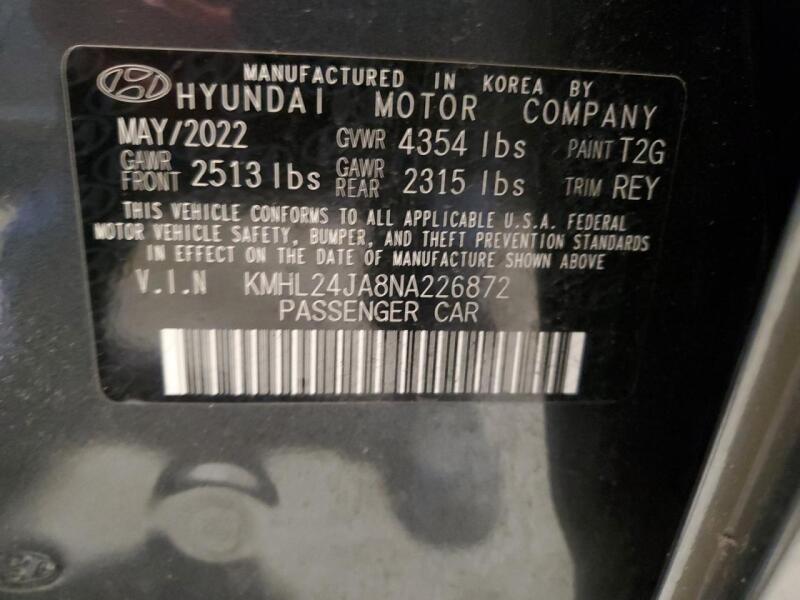 MANUFACTURED IN KOREA BY
HYUNDAI MOTOR COMPANY
MAY/2022 GVWR 4354 lbs PAINT T2G
GAWR FRONT 2513 lbs GAWR REAR 2315 lbs TRIM REY
THIS VEHICLE CONFORMS TO ALL APPLICABLE U.S.A. FEDERAL
MOTOR VEHICLE SAFETY, BUMPER, AND THEFT PREVENTION STANDARDS
IN EFFECT ON THE DATE OF MANUFACTURE SHOWN ABOVE
V.I.N KMHL24JA8NA226872
PASSENGER CAR